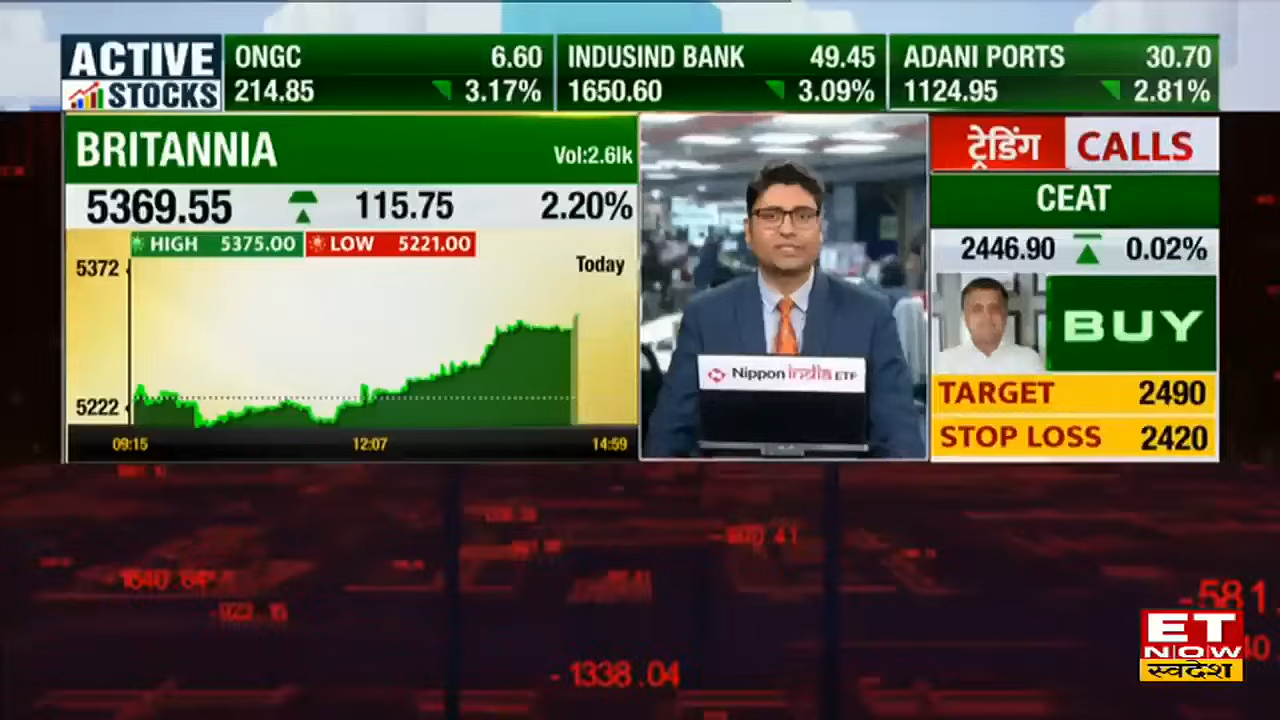 ACTIVE STOCKS
ONGC 6.60
214.85 3.17%
INDUSIND BANK 49.45
1650.60 3.09%
ADANI PORTS 30.70
1124.95 2.81%
BRITANNIA Vol:2.6lk
5369.55 115.75 2.20%
HIGH 5375.00 LOW 5221.00
Today
5372
5222
09:15 12:07 14:59
Nippon india ETF
ट्रेडिंग CALLS
CEAT
2446.90 0.02%
BUY
TARGET 2490
STOP LOSS 2420
-581
-1338.04
ET
NOW
स्वदेश